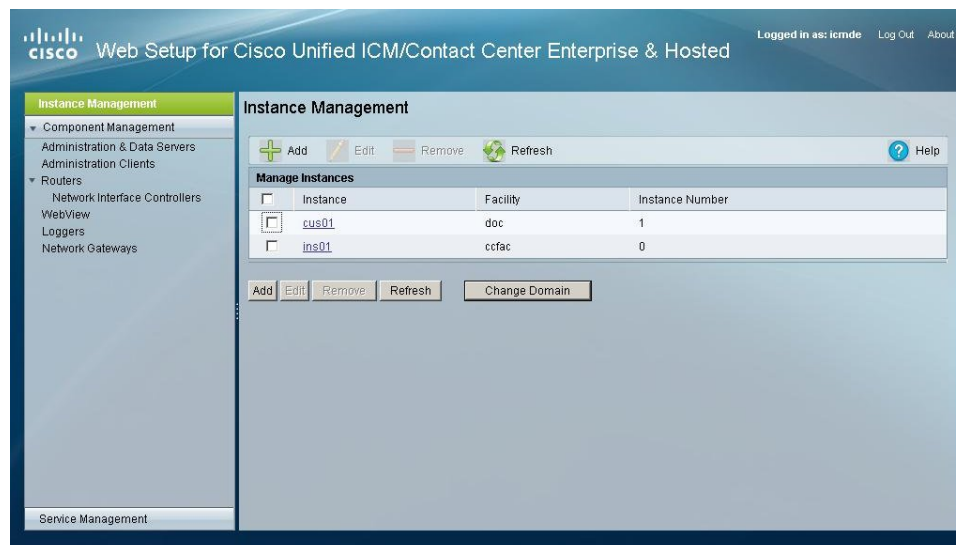 Logged in as: icmde Log Out About
CISCO Web Setup for Cisco Unified ICM/Contact Center Enterprise & Hosted
Instance Management
Component Management
Administration & Data Servers
Administration Clients
Routers
Network Interface Controllers
WebView
Loggers
Network Gateways
Service Management
Instance Management
Add Edit Remove Refresh Help
Manage Instances
Instance Facility Instance Number
cus01 doc 1
ins01 ccfac 0
Add Edit Remove Refresh Change Domain